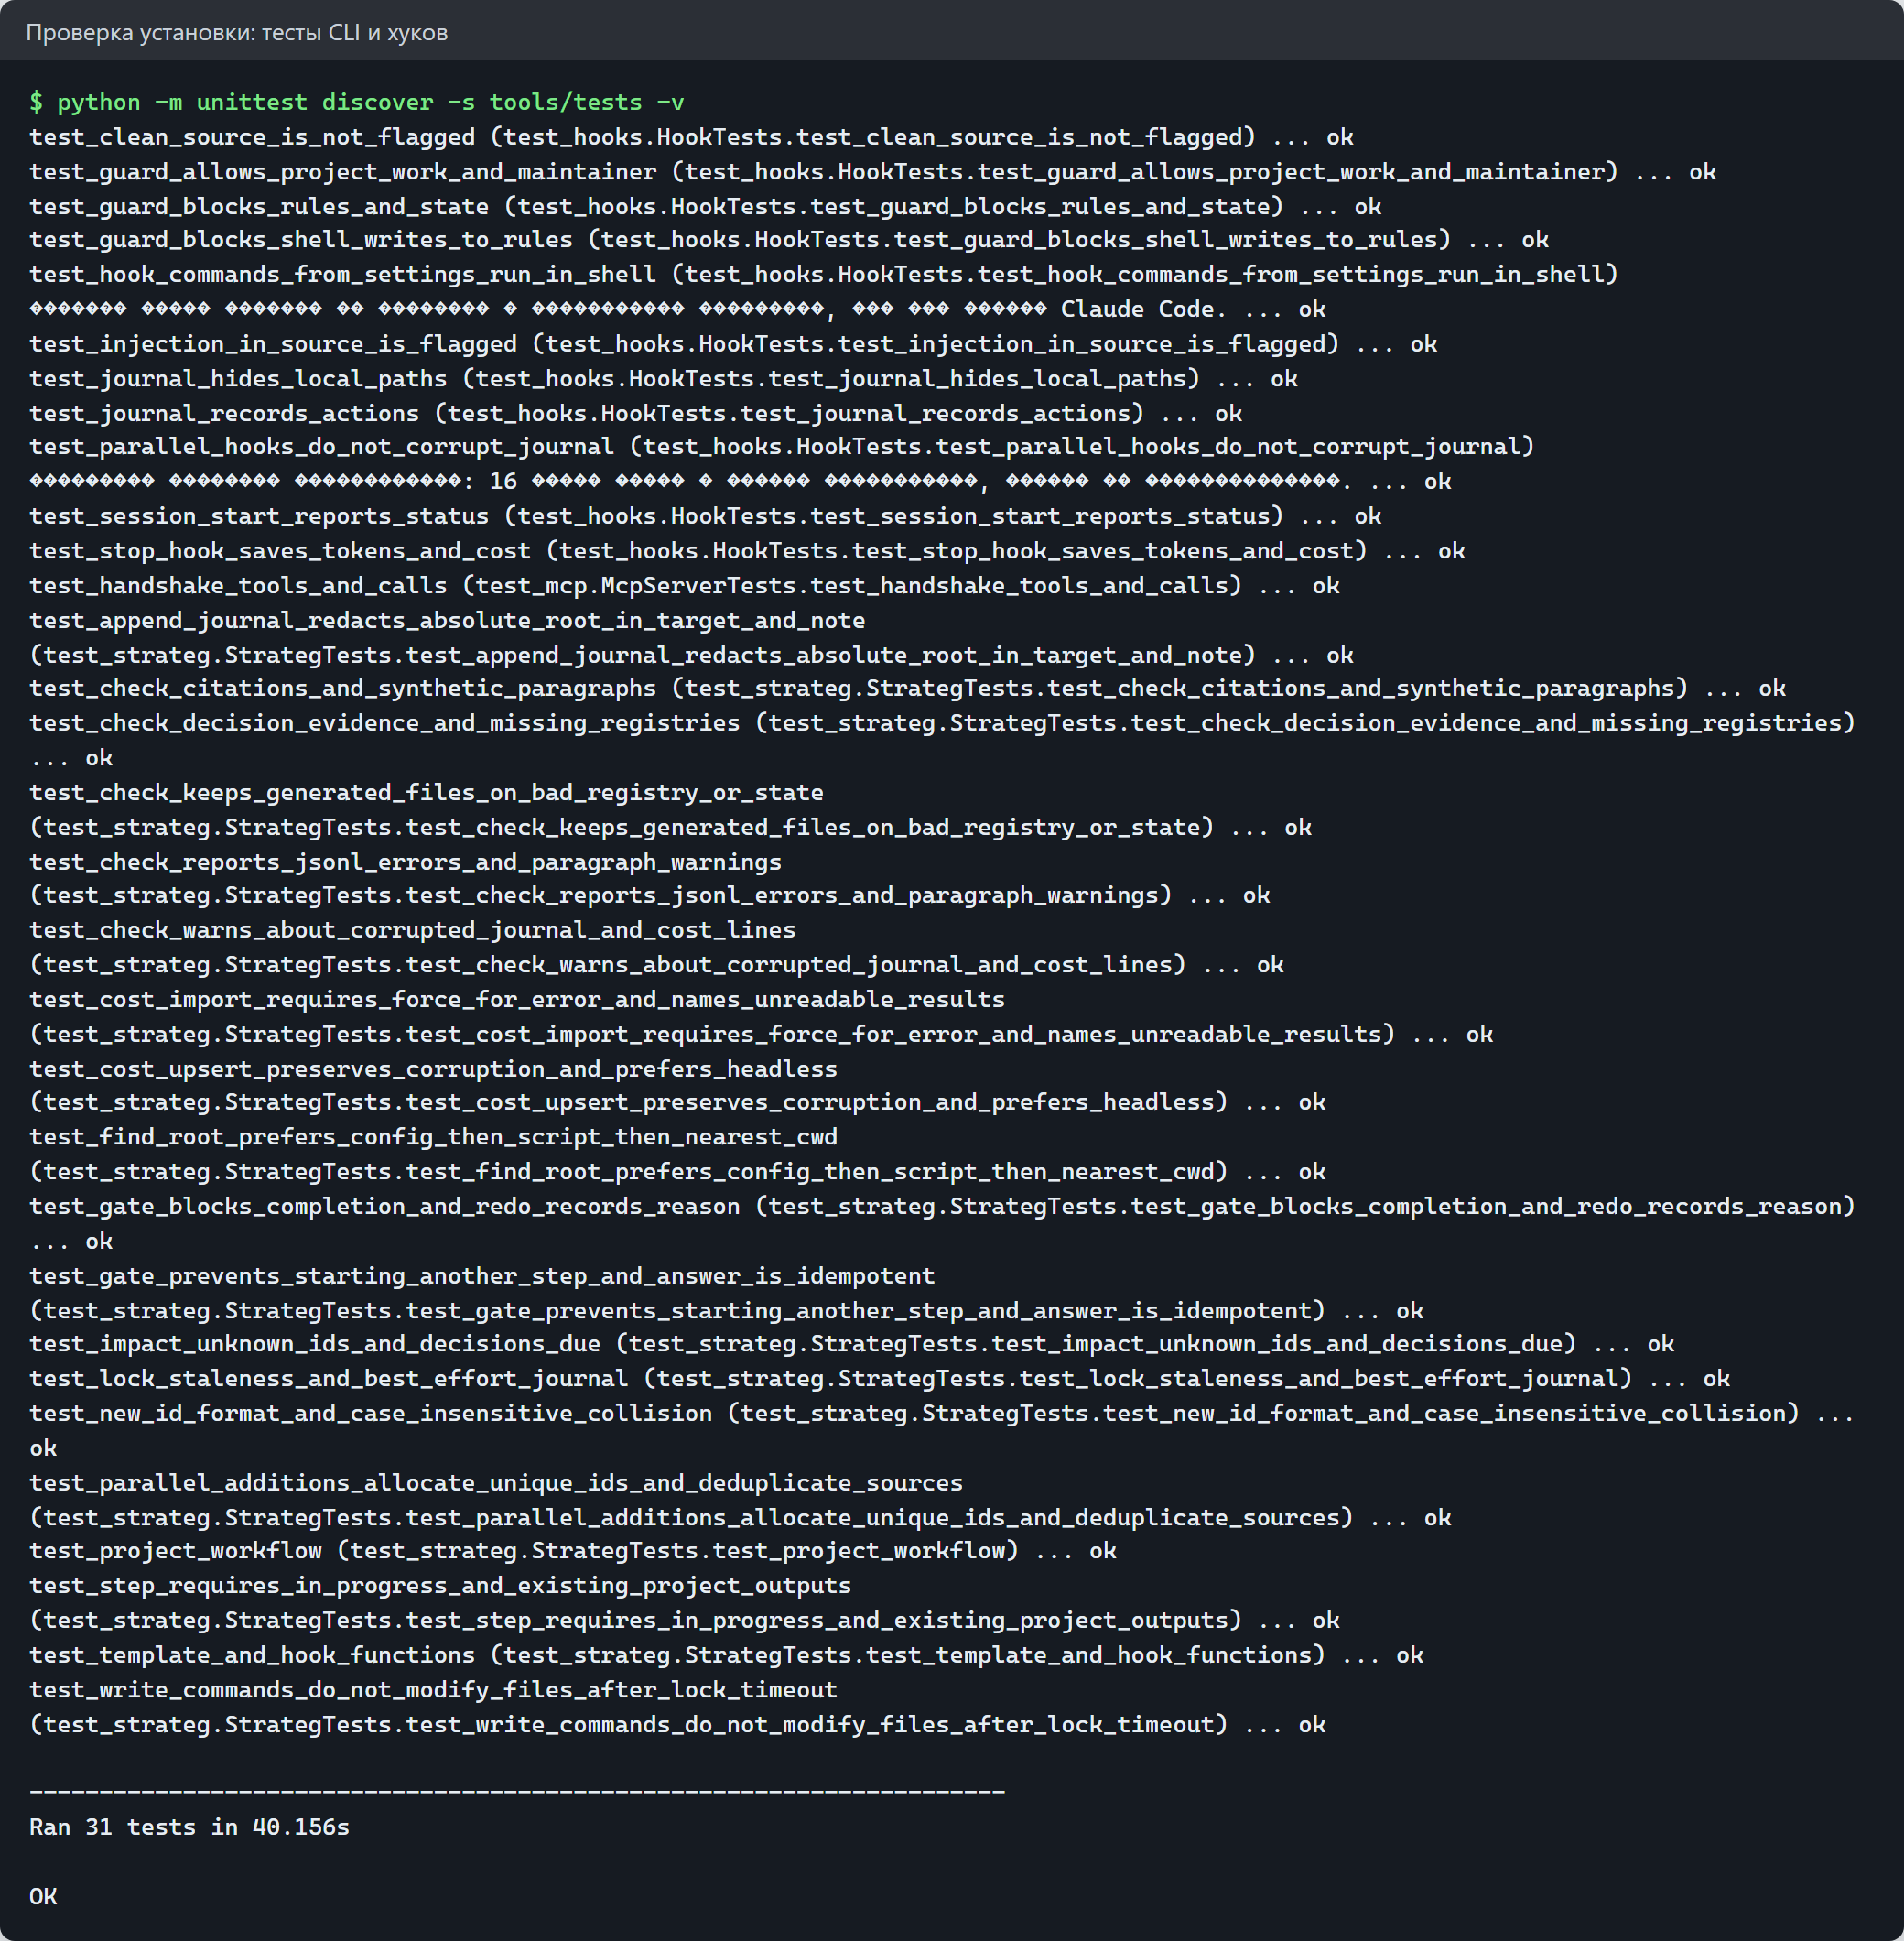 Проверка установки: тесты CLI и хуков
$ python -m unittest discover -s tools/tests -v
test_clean_source_is_not_flagged (test_hooks.HookTests.test_clean_source_is_not_flagged) ... ok
test_guard_allows_project_work_and_maintainer (test_hooks.HookTests.test_guard_allows_project_work_and_maintainer) ... ok
test_guard_blocks_rules_and_state (test_hooks.HookTests.test_guard_blocks_rules_and_state) ... ok
test_guard_blocks_shell_writes_to_rules (test_hooks.HookTests.test_guard_blocks_shell_writes_to_rules) ... ok
test_hook_commands_from_settings_run_in_shell (test_hooks.HookTests.test_hook_commands_from_settings_run_in_shell)
������� ����� ������� �� �������� � ����������� ���������, ��� ��� ������ Claude Code. ... ok
test_injection_in_source_is_flagged (test_hooks.HookTests.test_injection_in_source_is_flagged) ... ok
test_journal_hides_local_paths (test_hooks.HookTests.test_journal_hides_local_paths) ... ok
test_journal_records_actions (test_hooks.HookTests.test_journal_records_actions) ... ok
test_parallel_hooks_do_not_corrupt_journal (test_hooks.HookTests.test_parallel_hooks_do_not_corrupt_journal)
��������� �������� ������������: 16 ����� ����� � ������ �����������, ������ �� ��������������. ... ok
test_session_start_reports_status (test_hooks.HookTests.test_session_start_reports_status) ... ok
test_stop_hook_saves_tokens_and_cost (test_hooks.HookTests.test_stop_hook_saves_tokens_and_cost) ... ok
test_handshake_tools_and_calls (test_mcp.McpServerTests.test_handshake_tools_and_calls) ... ok
test_append_journal_redacts_absolute_root_in_target_and_note
(test_strateg.StrategTests.test_append_journal_redacts_absolute_root_in_target_and_note) ... ok
test_check_citations_and_synthetic_paragraphs (test_strateg.StrategTests.test_check_citations_and_synthetic_paragraphs) ... ok
test_check_decision_evidence_and_missing_registries (test_strateg.StrategTests.test_check_decision_evidence_and_missing_registries)
... ok
test_check_keeps_generated_files_on_bad_registry_or_state
(test_strateg.StrategTests.test_check_keeps_generated_files_on_bad_registry_or_state) ... ok
test_check_reports_jsonl_errors_and_paragraph_warnings
(test_strateg.StrategTests.test_check_reports_jsonl_errors_and_paragraph_warnings) ... ok
test_check_warns_about_corrupted_journal_and_cost_lines
(test_strateg.StrategTests.test_check_warns_about_corrupted_journal_and_cost_lines) ... ok
test_cost_import_requires_force_for_error_and_names_unreadable_results
(test_strateg.StrategTests.test_cost_import_requires_force_for_error_and_names_unreadable_results) ... ok
test_cost_upsert_preserves_corruption_and_prefers_headless
(test_strateg.StrategTests.test_cost_upsert_preserves_corruption_and_prefers_headless) ... ok
test_find_root_prefers_config_then_script_then_nearest_cwd
(test_strateg.StrategTests.test_find_root_prefers_config_then_script_then_nearest_cwd) ... ok
test_gate_blocks_completion_and_redo_records_reason (test_strateg.StrategTests.test_gate_blocks_completion_and_redo_records_reason)
... ok
test_gate_prevents_starting_another_step_and_answer_is_idempotent
(test_strateg.StrategTests.test_gate_prevents_starting_another_step_and_answer_is_idempotent) ... ok
test_impact_unknown_ids_and_decisions_due (test_strateg.StrategTests.test_impact_unknown_ids_and_decisions_due) ... ok
test_lock_staleness_and_best_effort_journal (test_strateg.StrategTests.test_lock_staleness_and_best_effort_journal) ... ok
test_new_id_format_and_case_insensitive_collision (test_strateg.StrategTests.test_new_id_format_and_case_insensitive_collision) ...
ok
test_parallel_additions_allocate_unique_ids_and_deduplicate_sources
(test_strateg.StrategTests.test_parallel_additions_allocate_unique_ids_and_deduplicate_sources) ... ok
test_project_workflow (test_strateg.StrategTests.test_project_workflow) ... ok
test_step_requires_in_progress_and_existing_project_outputs
(test_strateg.StrategTests.test_step_requires_in_progress_and_existing_project_outputs) ... ok
test_template_and_hook_functions (test_strateg.StrategTests.test_template_and_hook_functions) ... ok
test_write_commands_do_not_modify_files_after_lock_timeout
(test_strateg.StrategTests.test_write_commands_do_not_modify_files_after_lock_timeout) ... ok
----------------------------------------------------------------------
Ran 31 tests in 40.156s
OK